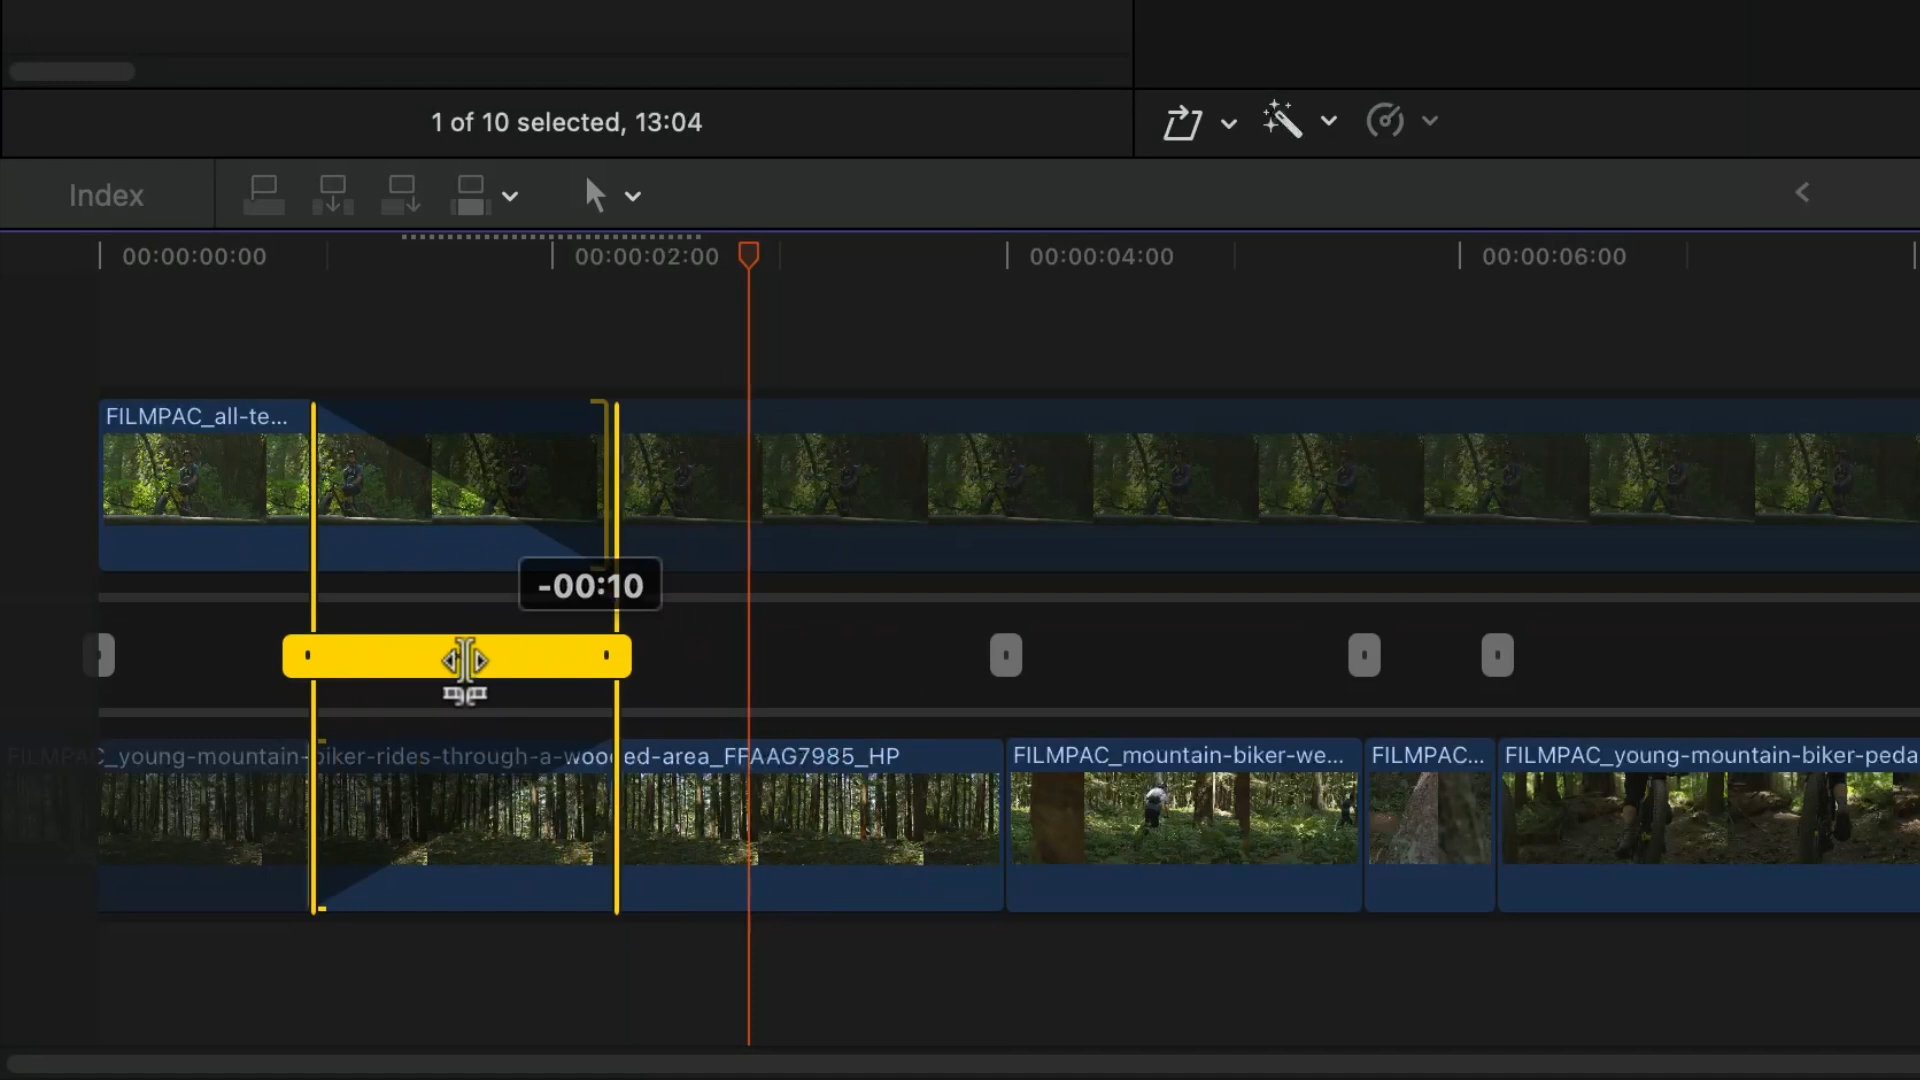 1 of 10 selected, 13:04
Index
00:00:00:00
00:00:02:00
00:00:04:00
00:00:06:00
FILMPAC_all-te...
-00:10
FILMPAC_young-mountain-biker-rides-through-a-wooded-area_FFAAG7985_HP
FILMPAC_mountain-biker-we...
FILMPAC...
FILMPAC_young-mountain-biker-peda